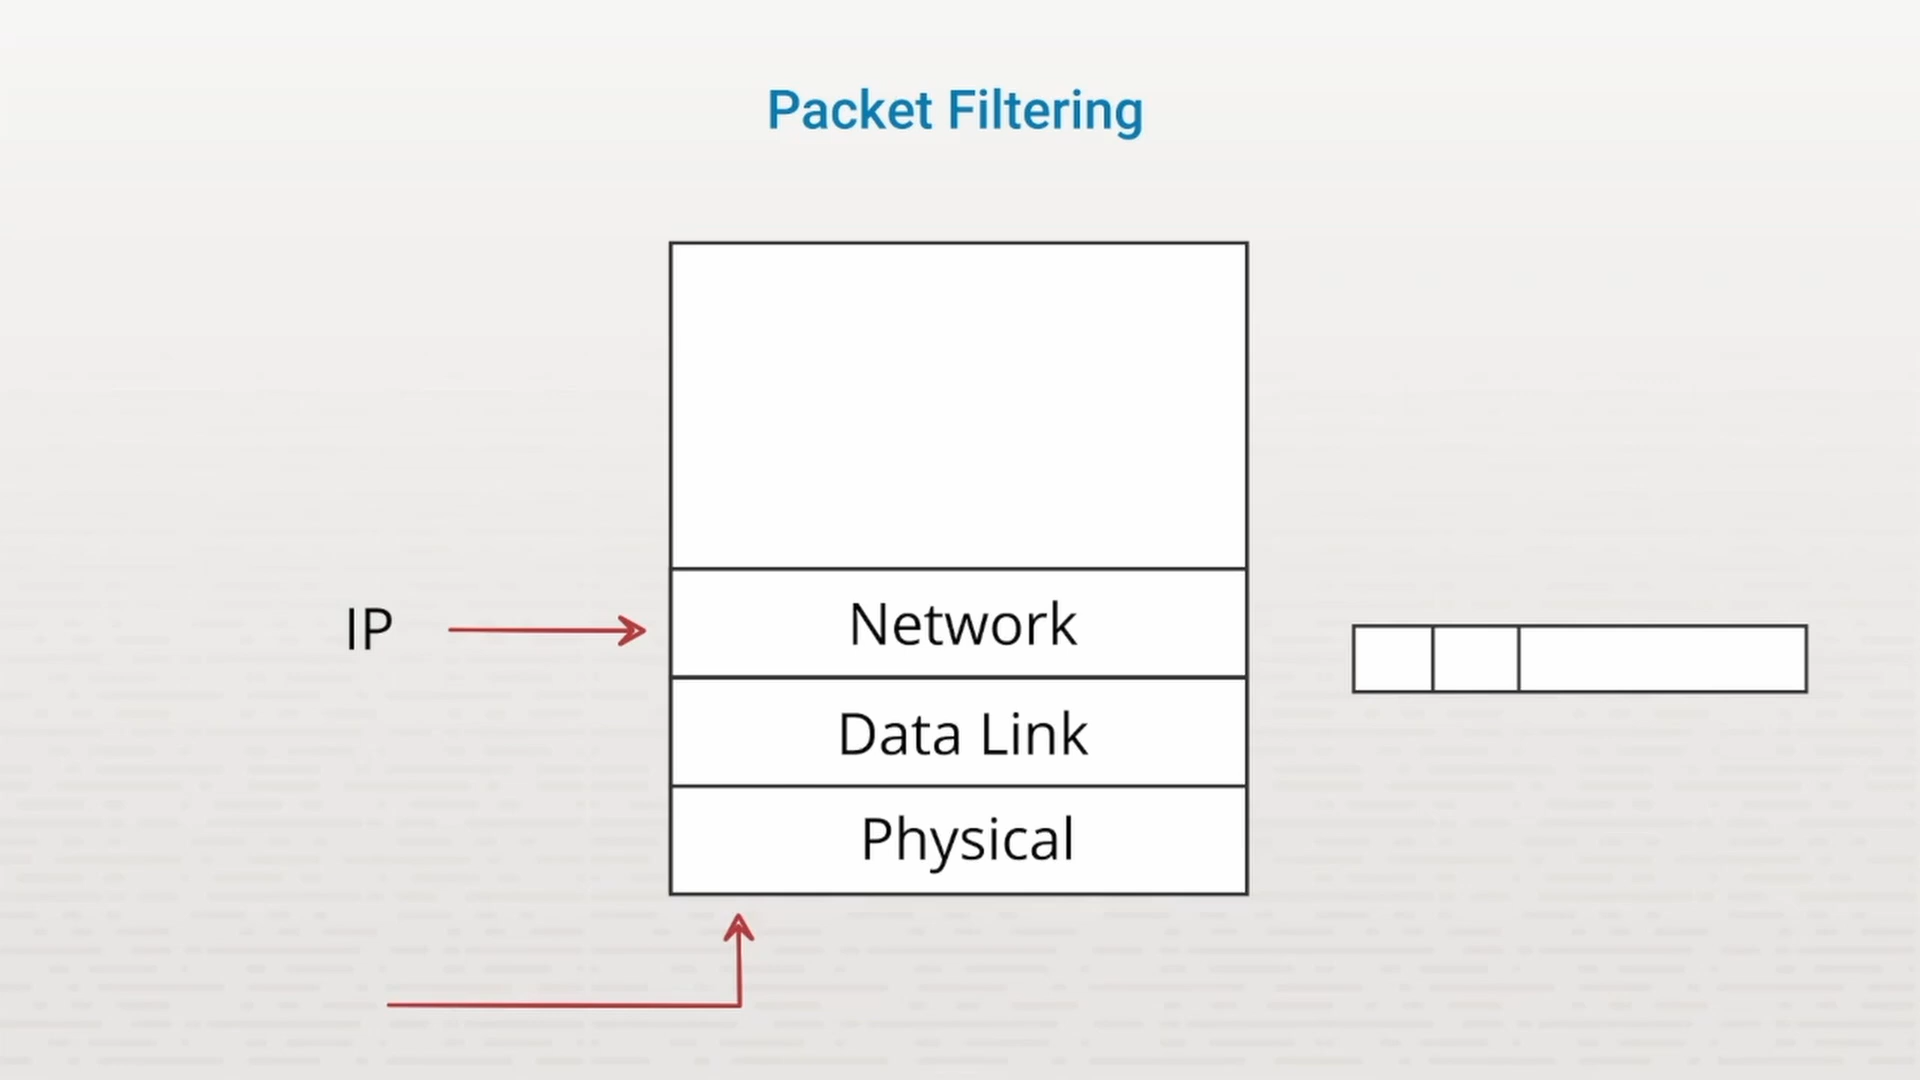 Packet Filtering
IP
Network
Data Link
Physical